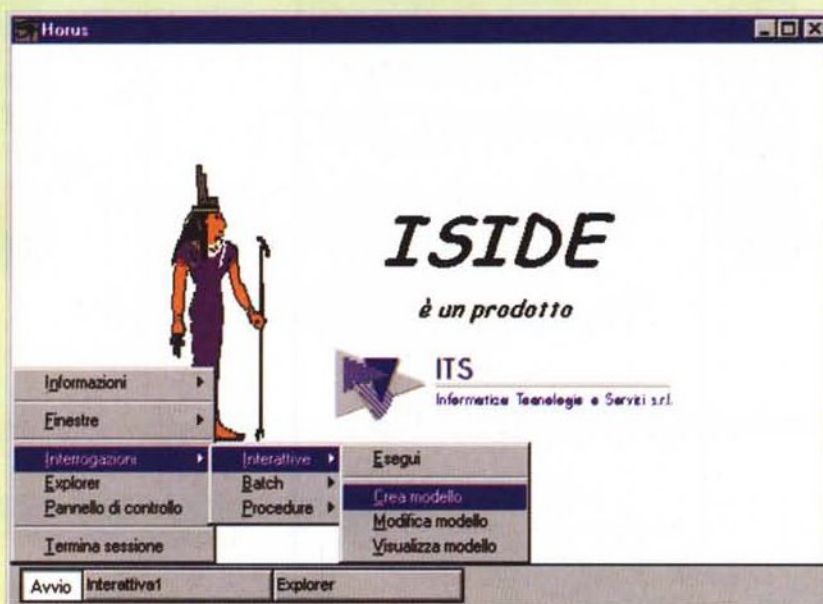 Horus
ISIDE
è un prodotto
ITS
Informatica Tecnologie e Servizi s.r.l.
Informazioni
Finestre
Interrogazioni
Explorer
Pannello di controllo
Termina sessione
Interattive
Batch
Procedure
Esegui
Crea modello
Modifica modello
Visualizza modello
Avvio
Interattiva1
Explorer